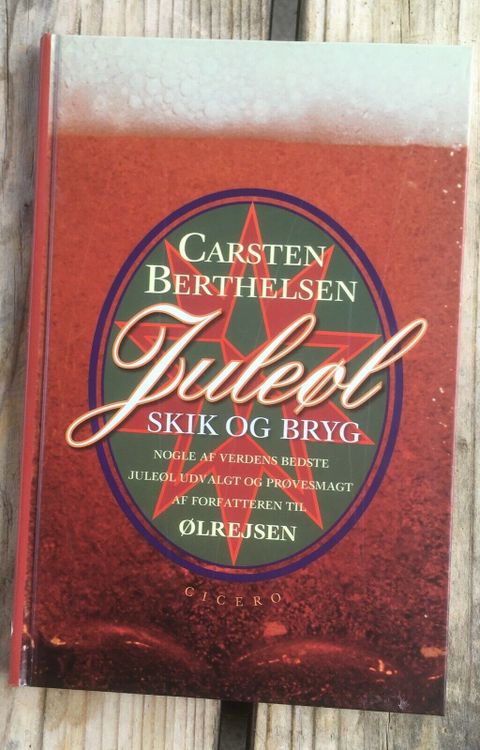 CARSTEN
BERTHELSEN
Juleøl
SKIK OG BRYG
NOGLE AF VERDENS BEDSTE
JULEØL UDVALGT OG PRØVESMAGT
AF FORFATTEREN TIL
ØLREJSEN
CICERO